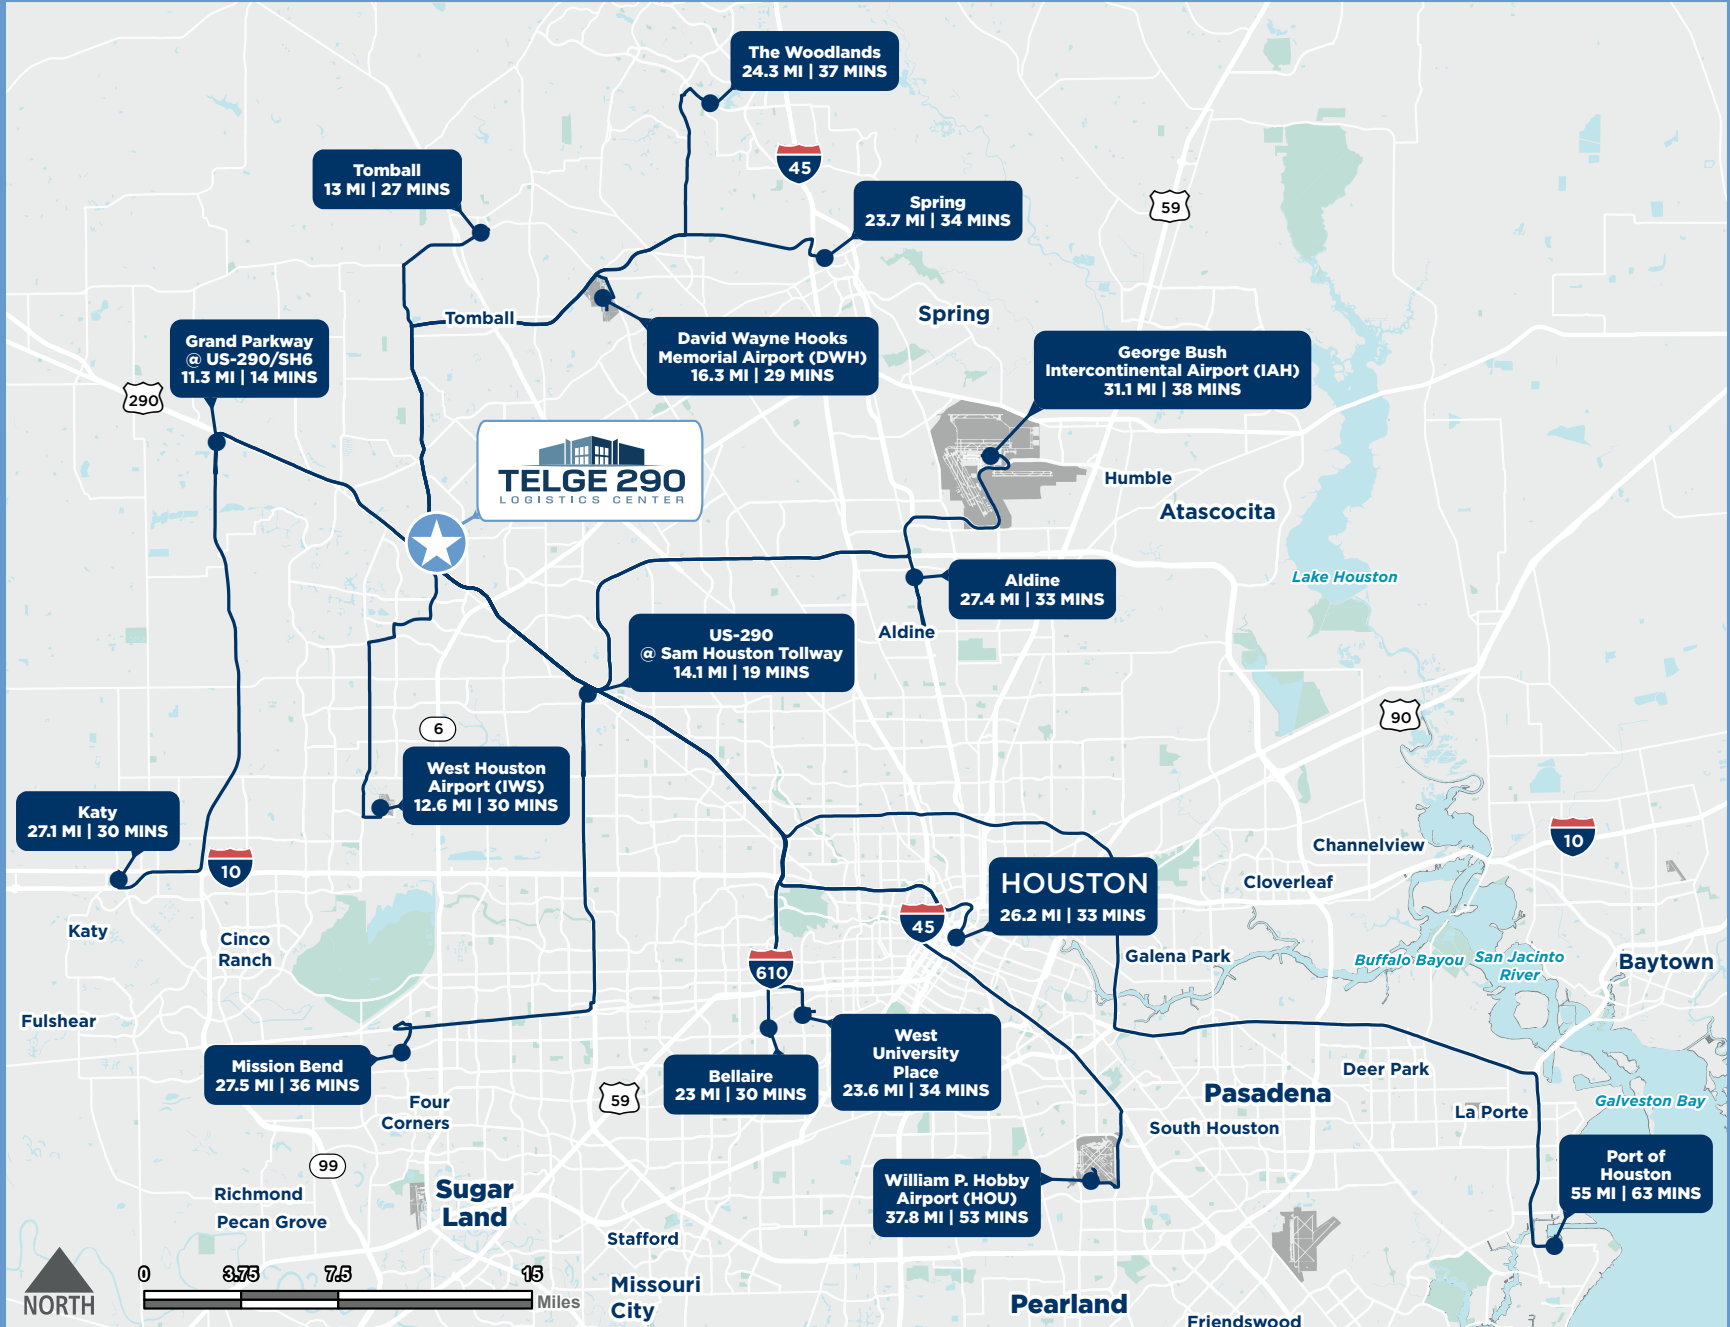 The Woodlands
24.3 MI | 37 MINS
45
Tomball
13 MI | 27 MINS
59
Spring
23.7 MI | 34 MINS
Tomball
Spring
David Wayne Hooks
Memorial Airport (DWH)
16.3 MI | 29 MINS
Grand Parkway
@ US-290/SH6
11.3 MI | 14 MINS
George Bush
Intercontinental Airport (IAH)
31.1 MI | 38 MINS
290
TELGE 290
LOGISTICS CENTER
Humble
Atascocita
Lake Houston
Aldine
27.4 MI | 33 MINS
Aldine
US-290
@ Sam Houston Tollway
14.1 MI | 19 MINS
90
6
West Houston
Airport (IWS)
12.6 MI | 30 MINS
Katy
27.1 MI | 30 MINS
10
10
Channelview
Cloverleaf
HOUSTON
26.2 MI | 33 MINS
45
Katy
Cinco
Ranch
610
Galena Park
Buffalo Bayou
San Jacinto
River
Baytown
Fulshear
Mission Bend
27.5 MI | 36 MINS
Bellaire
23 MI | 30 MINS
West
University
Place
23.6 MI | 34 MINS
Deer Park
Pasadena
Galveston Bay
La Porte
59
Four
Corners
South Houston
99
William P. Hobby
Airport (HOU)
37.8 MI | 53 MINS
Port of
Houston
55 MI | 63 MINS
Richmond
Pecan Grove
Sugar
Land
Stafford
Missouri
City
Pearland
Friendswood
NORTH
0 3.75 7.5 15
Miles